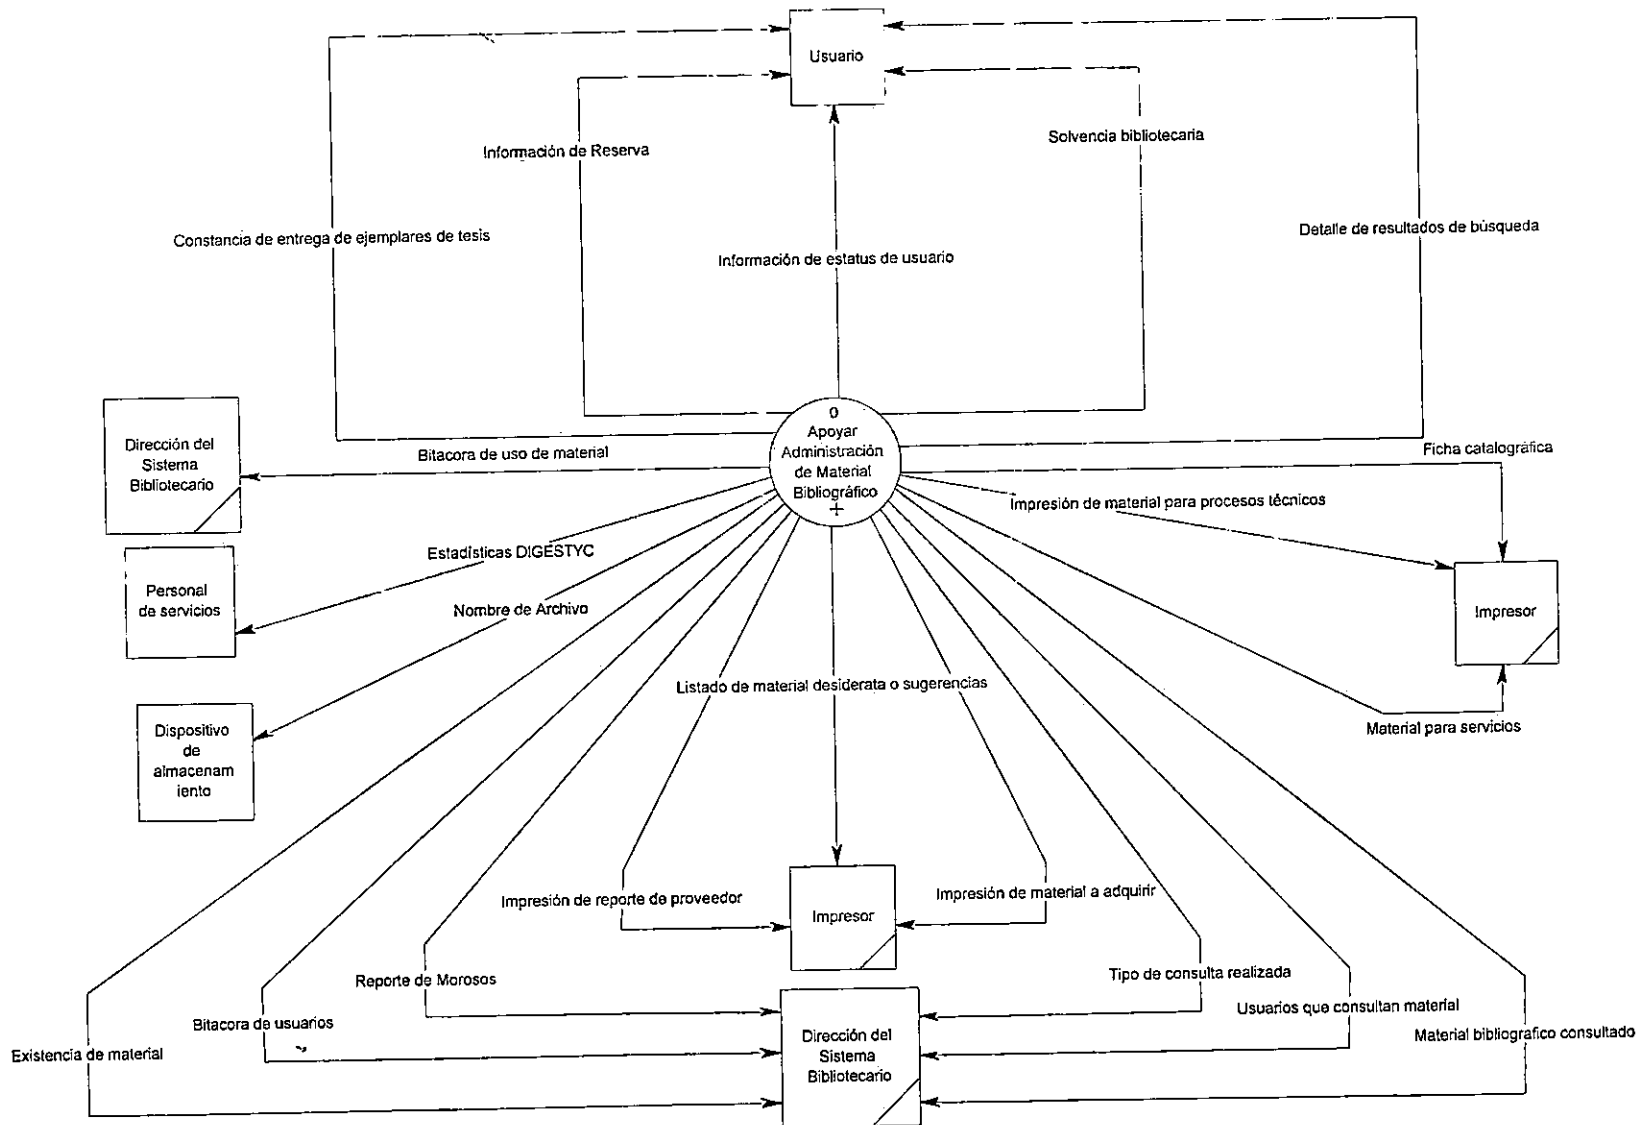 Usuario
Información de Reserva
Solvencia bibliotecaria
Constancia de entrega de ejemplares de tesis
Información de estatus de usuario
Detalle de resultados de búsqueda
0
Apoyar
Administración
de Material
Bibliográfico
+
Dirección del
Sistema
Bibliotecario
Bitacora de uso de material
Ficha catalográfica
Impresión de material para procesos técnicos
Estadísticas DIGESTYC
Personal
de servicios
Nombre de Archivo
Impresor
Listado de material desiderata o sugerencias
Material para servicios
Dispositivo
de
almacenam
iento
Impresión de reporte de proveedor
Impresor
Impresión de material a adquirir
Reporte de Morosos
Tipo de consulta realizada
Bitacora de usuarios
Usuarios que consultan material
Existencia de material
Dirección del
Sistema
Bibliotecario
Material bibliografico consultado